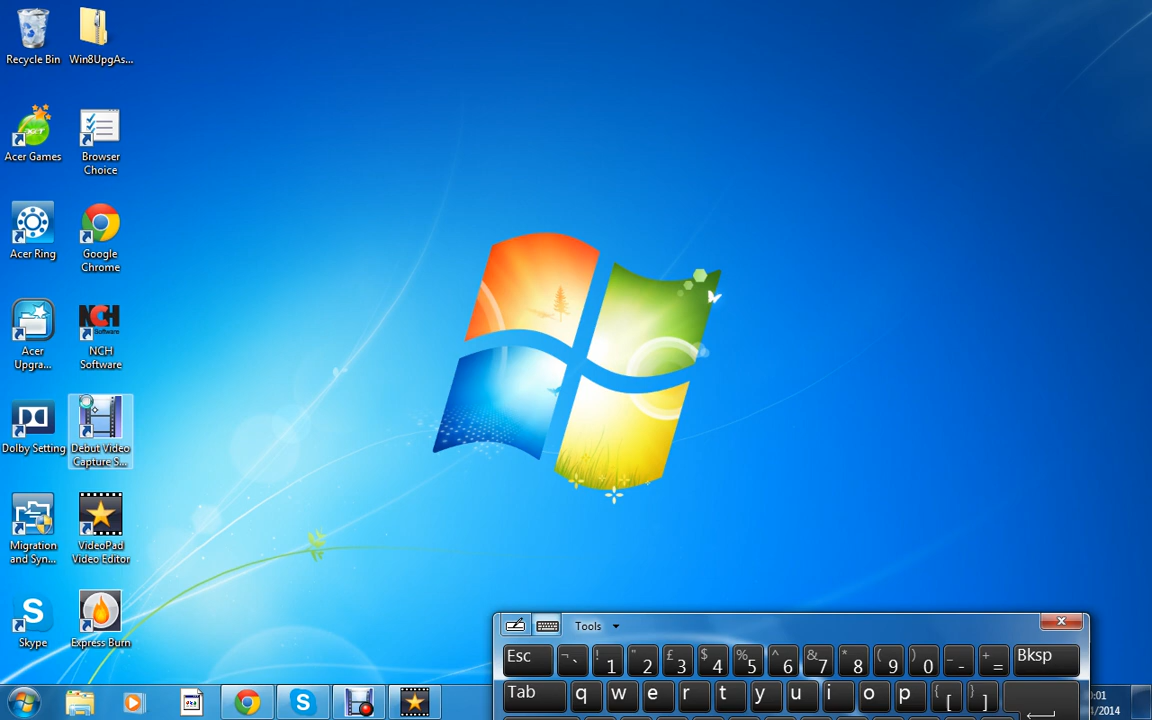 Recycle Bin
Win8UpgAs...
Acer Games
Browser
Choice
Acer Ring
Google
Chrome
Acer
Upgra...
NCH
Software
NCH
Software
Dolby Setting
Debut Video
Capture S...
Migration
and Syn...
VideoPad
Video Editor
Skype
Express Burn
Tools
Esc ¬ ` ! 1 " 2 £ 3 $ 4 % 5 ^ 6 & 7 * 8 ( 9 ) 0 _ - + = Bksp
Tab q w e r t y u i o p { [ } ]
:01
/2014